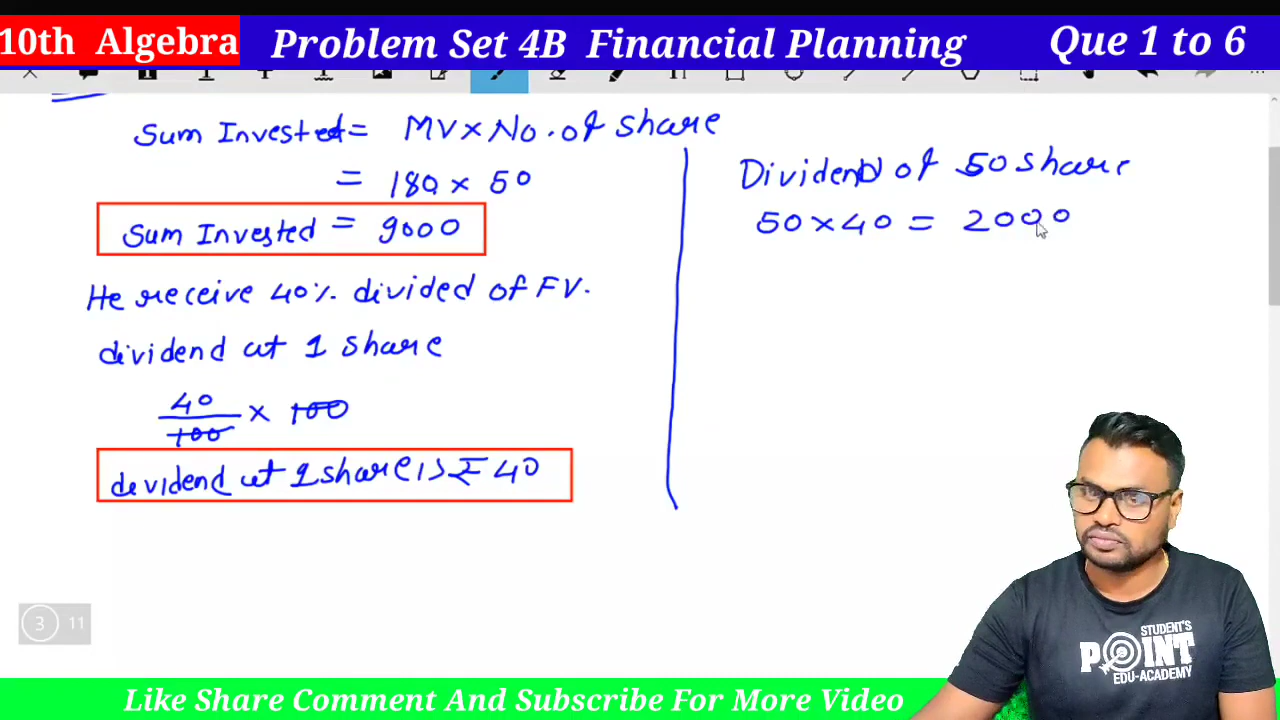 10th Algebra Problem Set 4B Financial Planning Que 1 to 6
Sum Invested = MV × No. of share
= 180 × 50
Sum Invested = 9000
He receive 40% divided of FV.
dividend at 1 share
40/100 × 100
devidend at 1 share is ₹ 40
Dividend of 50 share
50 × 40 = 2000
3 11
STUDENT'S
POINT
EDU-ACADEMY
Like Share Comment And Subscribe For More Video